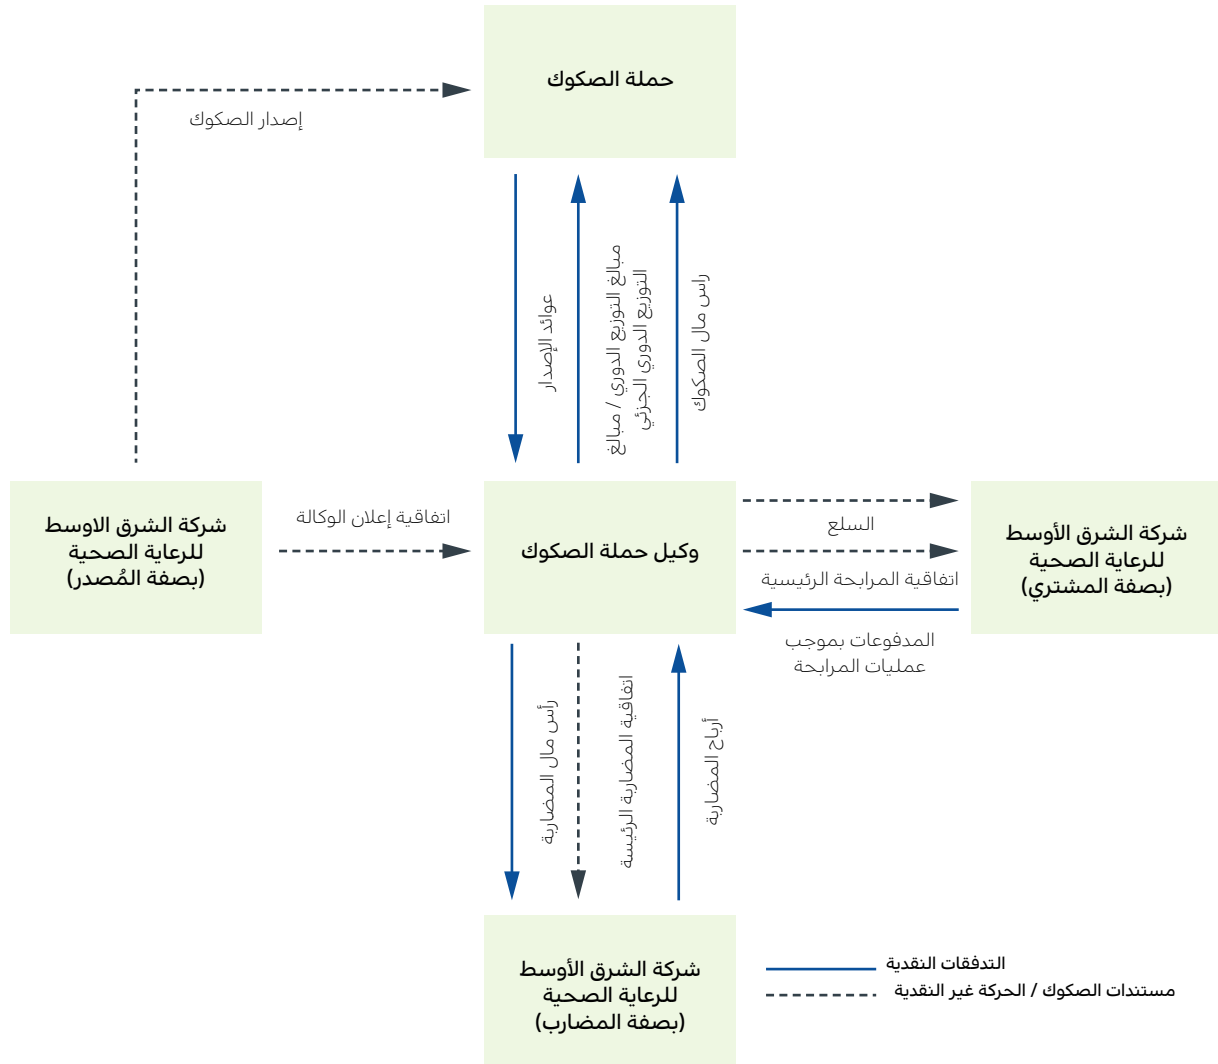 حملة الصكوك
إصدار الصكوك
عوائد الإصدار
مبالغ التوزيع الدوري / مبالغ
التوزيع الدوري الجزئي
راس مال الصكوك
شركة الشرق الأوسط
للرعاية الصحية
(بصفة المشتري)
السلع
اتفاقية المرابحة الرئيسية
المدفوعات بموجب
عمليات المرابحة
وكيل حملة الصكوك
اتفاقية إعلان الوكالة
شركة الشرق الاوسط
للرعاية الصحية
(بصفة المُصدر)
رأس مال المضاربة
اتفاقية المضاربة الرئيسة
أرباح المضاربة
شركة الشرق الأوسط
للرعاية الصحية
(بصفة المضارب)
التدفقات النقدية
مستندات الصكوك / الحركة غير النقدية